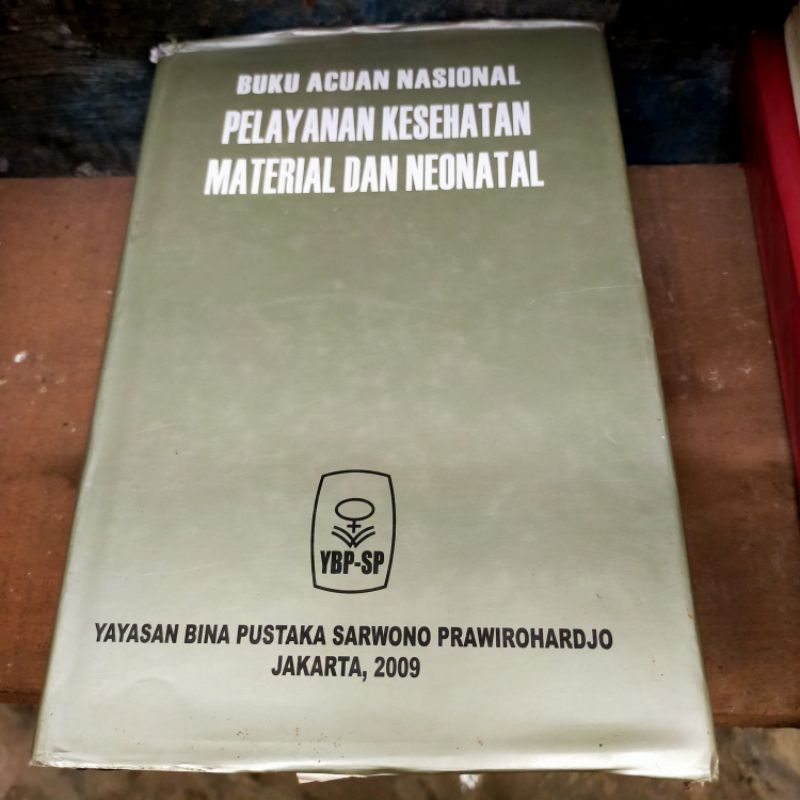 BUKU ACUAN NASIONAL
PELAYANAN KESEHATAN
MATERIAL DAN NEONATAL
YBP-SP
YAYASAN BINA PUSTAKA SARWONO PRAWIROHARDJO
JAKARTA, 2009